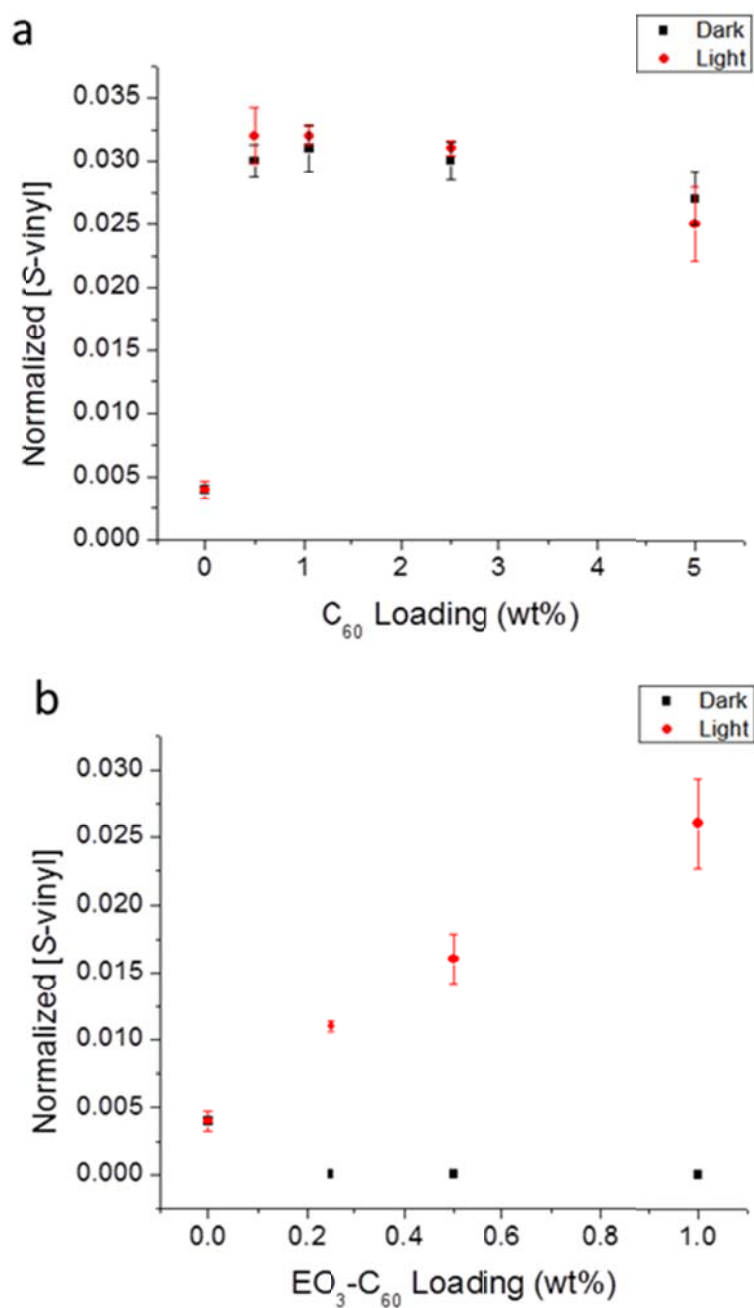 a
Dark
Light
0.035
0.030
0.025
0.020
0.015
0.010
0.005
0.000
Normalized [S-vinyl]
0 1 2 3 4 5
C₆₀ Loading (wt%)
b
Dark
Light
0.030
0.025
0.020
0.015
0.010
0.005
0.000
Normalized [S-vinyl]
0.0 0.2 0.4 0.6 0.8 1.0
EO₃-C₆₀ Loading (wt%)